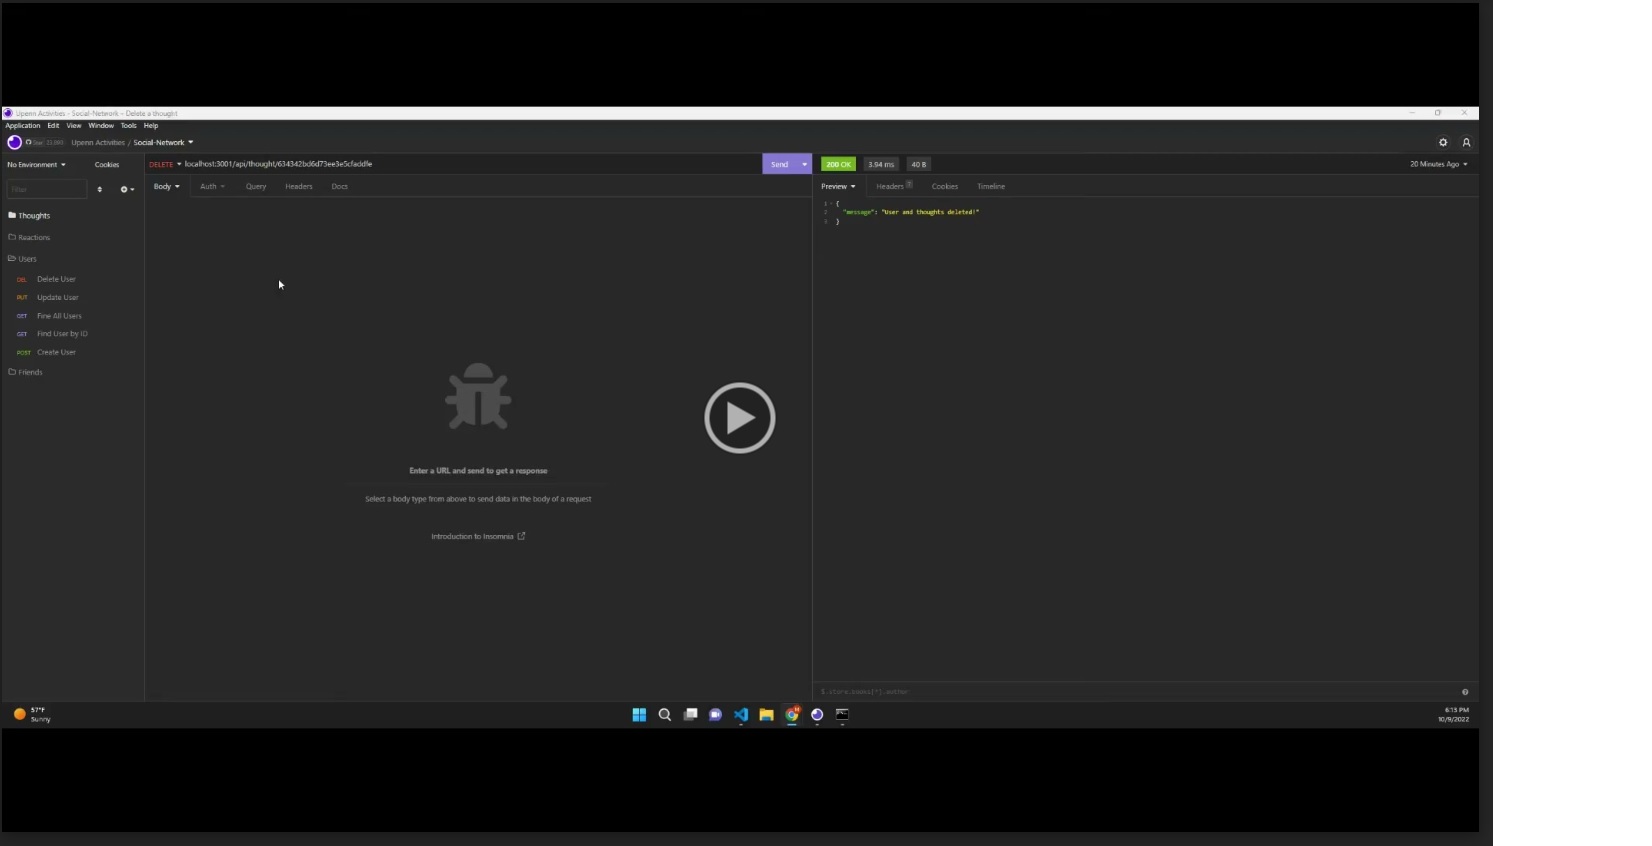 Upenn Activities - Social-Network – Delete a thought
Application Edit View Window Tools Help
Upenn Activities / Social-Network
No Environment Cookies
DELETE localhost:3001/api/thought/634342bd6d73ee3e5cfaddfe
Send
200 OK 3.94 ms 40 B
20 Minutes Ago
Filter
Body Auth Query Headers Docs
Preview Headers 7 Cookies Timeline
Thoughts
Reactions
Users
DEL Delete User
PUT Update User
GET Fine All Users
GET Find User by ID
POST Create User
Friends
1 {
2 "message": "User and thoughts deleted!"
3 }
Enter a URL and send to get a response
Select a body type from above to send data in the body of a request
Introduction to Insomnia
$.store.books[*].author
57°F
Sunny
6:15 PM
10/9/2022